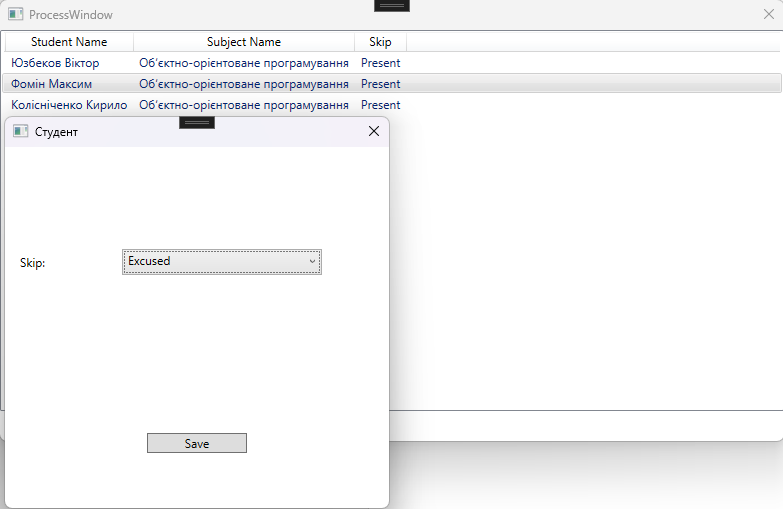 ProcessWindow
Student Name Subject Name Skip
Юзбеков Віктор Об'єктно-орієнтоване програмування Present
Фомін Максим Об'єктно-орієнтоване програмування Present
Колісніченко Кирило Об'єктно-орієнтоване програмування Present
Студент
Skip: Excused
Save